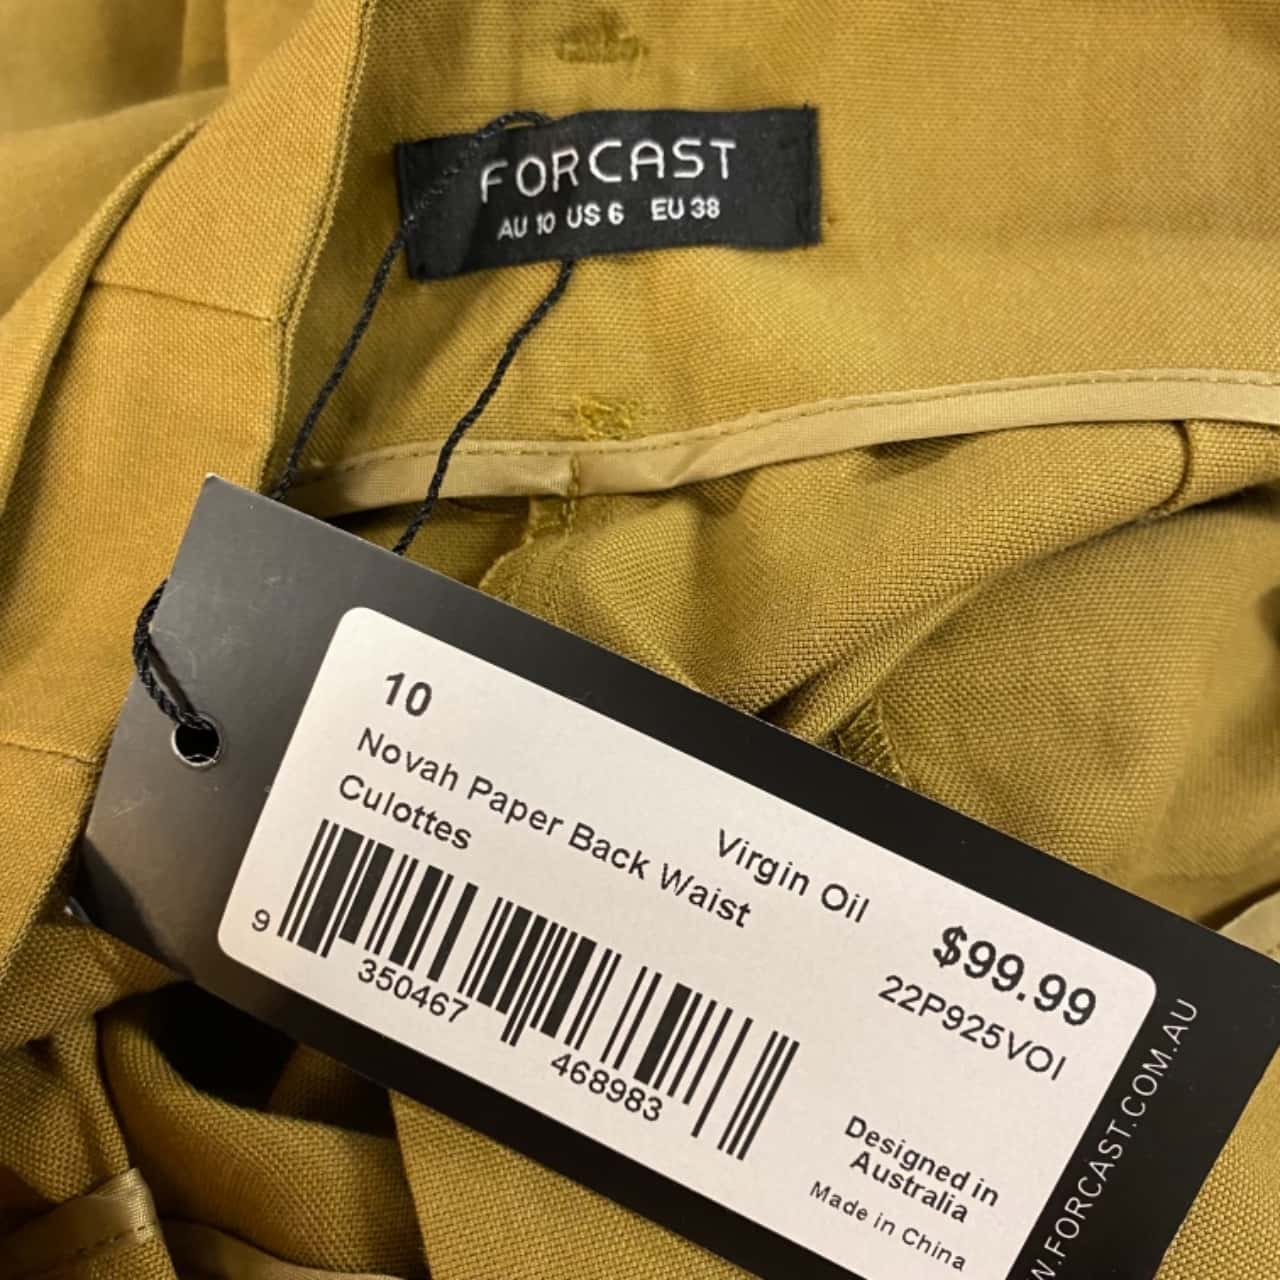 FORCAST
AU 10 US 6 EU 38
10
Novah Paper Back Waist
Culottes
Virgin Oil
$99.99
22P925VOI
9 350467 468983
Designed in
Australia
Made in China
.FORCAST.COM.AU